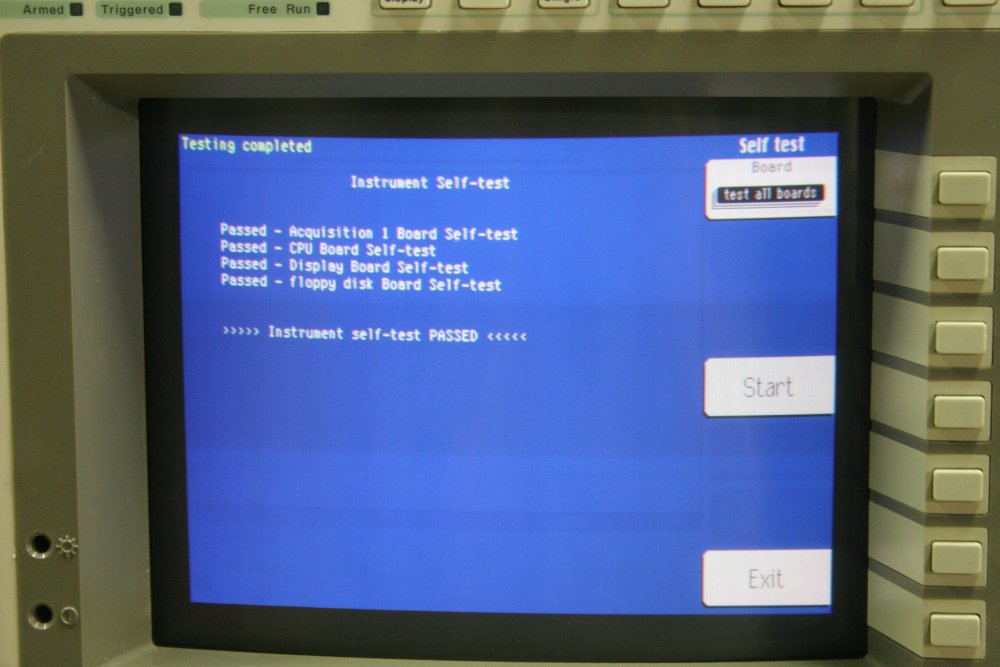 Armed Triggered Free Run
Testing completed
Self test
Board
test all boards
Instrument Self-test
Passed - Acquisition 1 Board Self-test
Passed - CPU Board Self-test
Passed - Display Board Self-test
Passed - floppy disk Board Self-test
>>>>> Instrument self-test PASSED <<<<<
Start
Exit